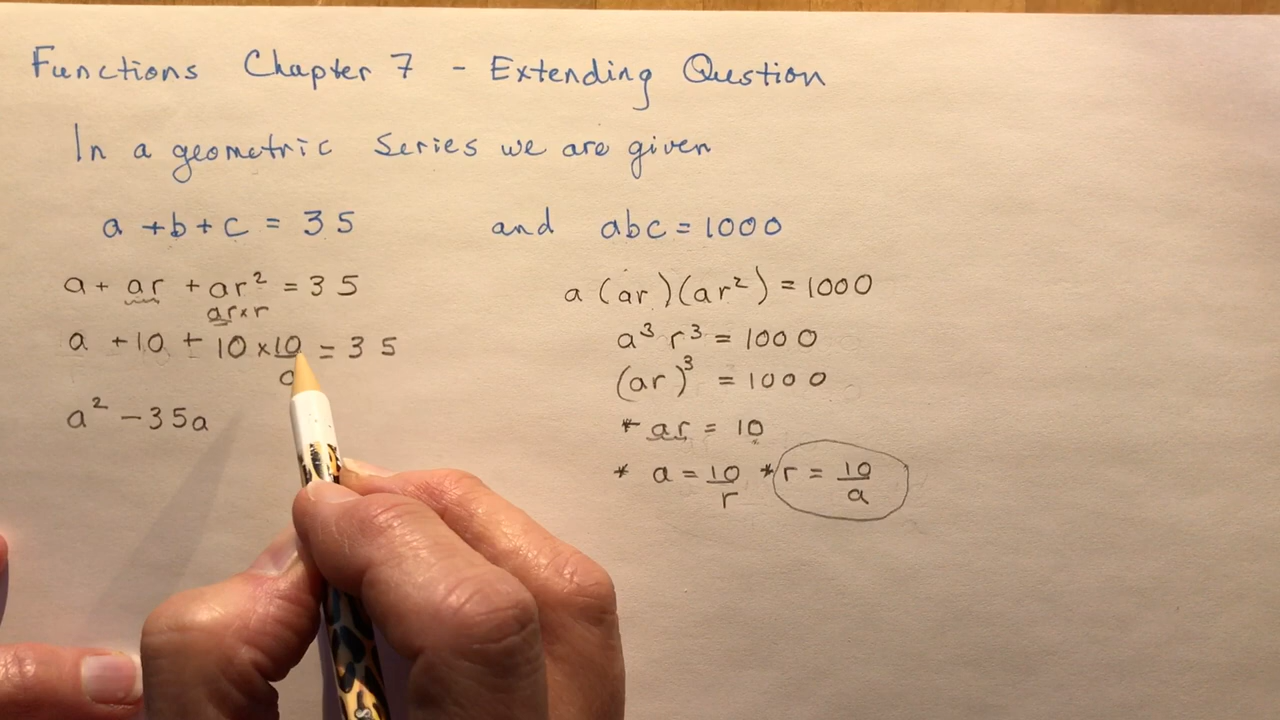 Functions Chapter 7 - Extending Question
In a geometric series we are given
a + b + c = 35 and abc = 1000
a + ar + ar² = 35
ar × r
a + 10 + 10 × 10/a = 35
a² - 35a
a (ar)(ar²) = 1000
a³ r³ = 1000
(ar)³ = 1000
* ar = 10
* a = 10/r * r = 10/a